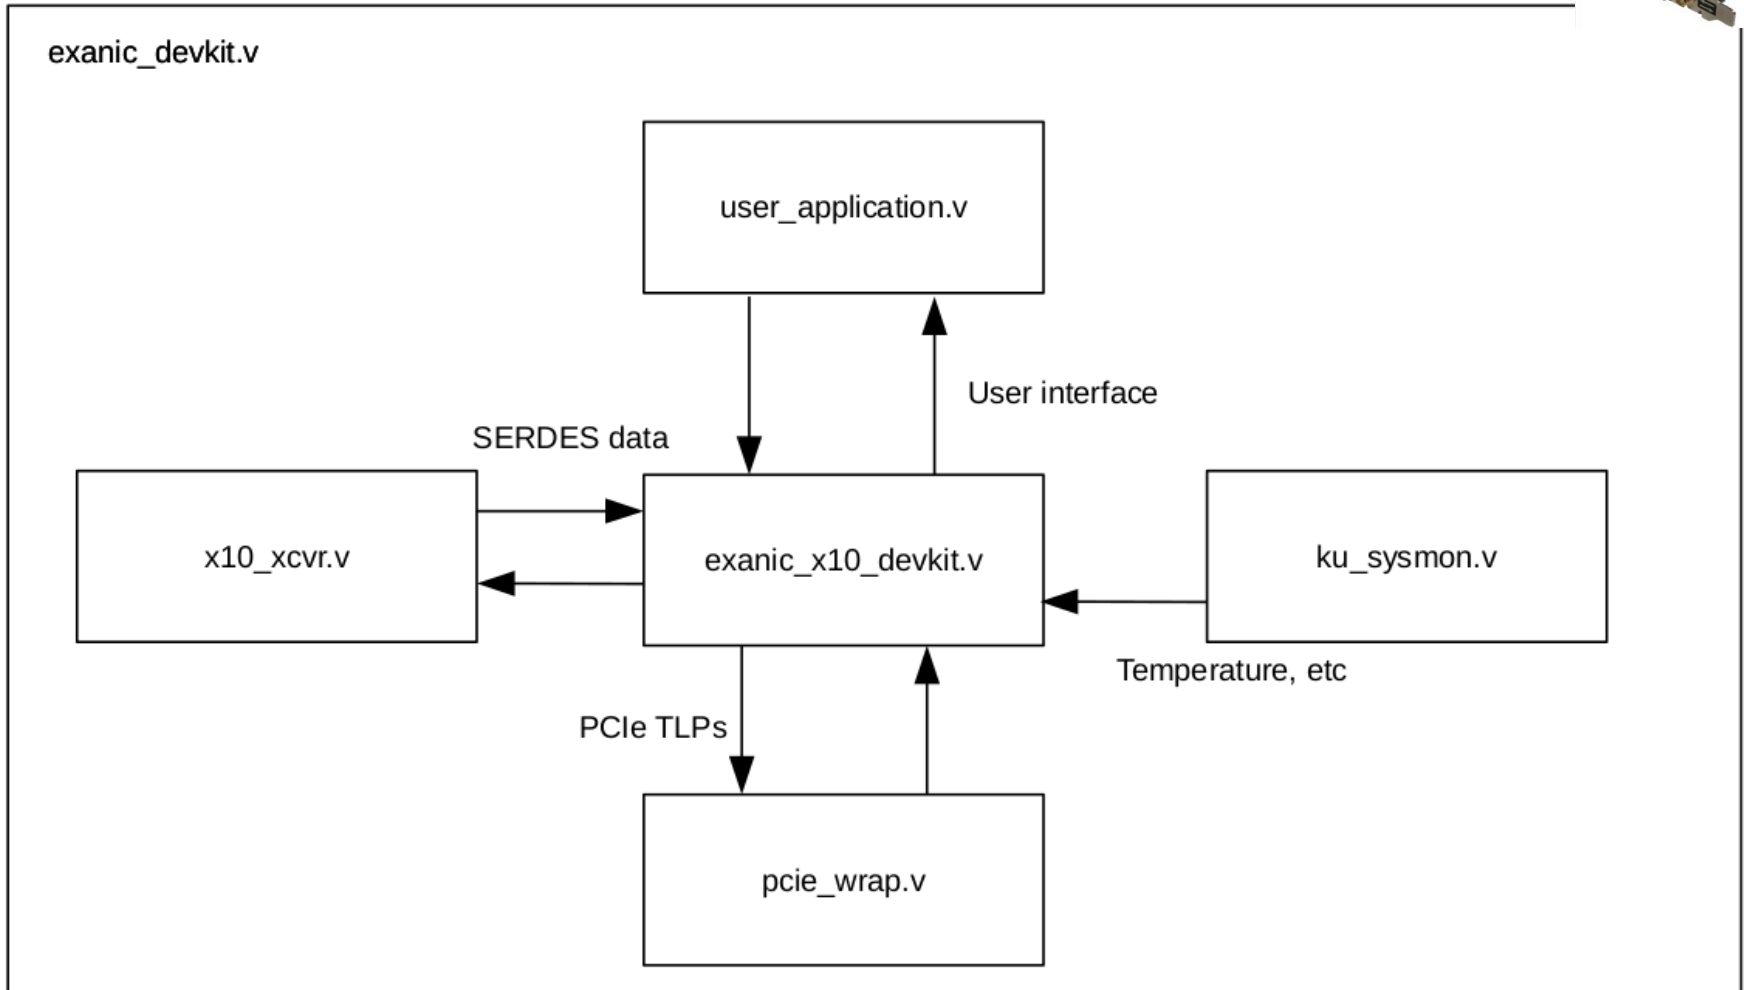 exanic_devkit.v
user_application.v
User interface
SERDES data
x10_xcvr.v
exanic_x10_devkit.v
ku_sysmon.v
Temperature, etc
PCIe TLPs
pcie_wrap.v